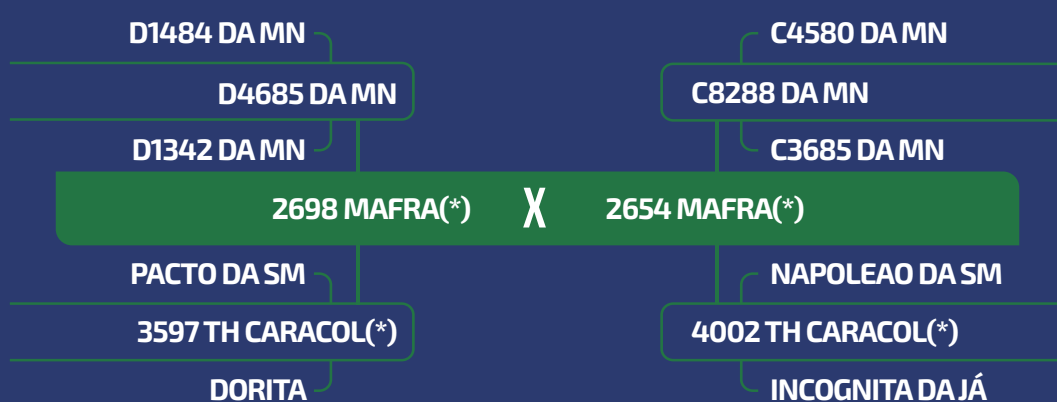 D1484 DA MN
C4580 DA MN
D4685 DA MN
C8288 DA MN
D1342 DA MN
C3685 DA MN
2698 MAFRA(*) X 2654 MAFRA(*)
PACTO DA SM
NAPOLEAO DA SM
3597 TH CARACOL(*)
4002 TH CARACOL(*)
DORITA
INCOGNITA DA JÁ